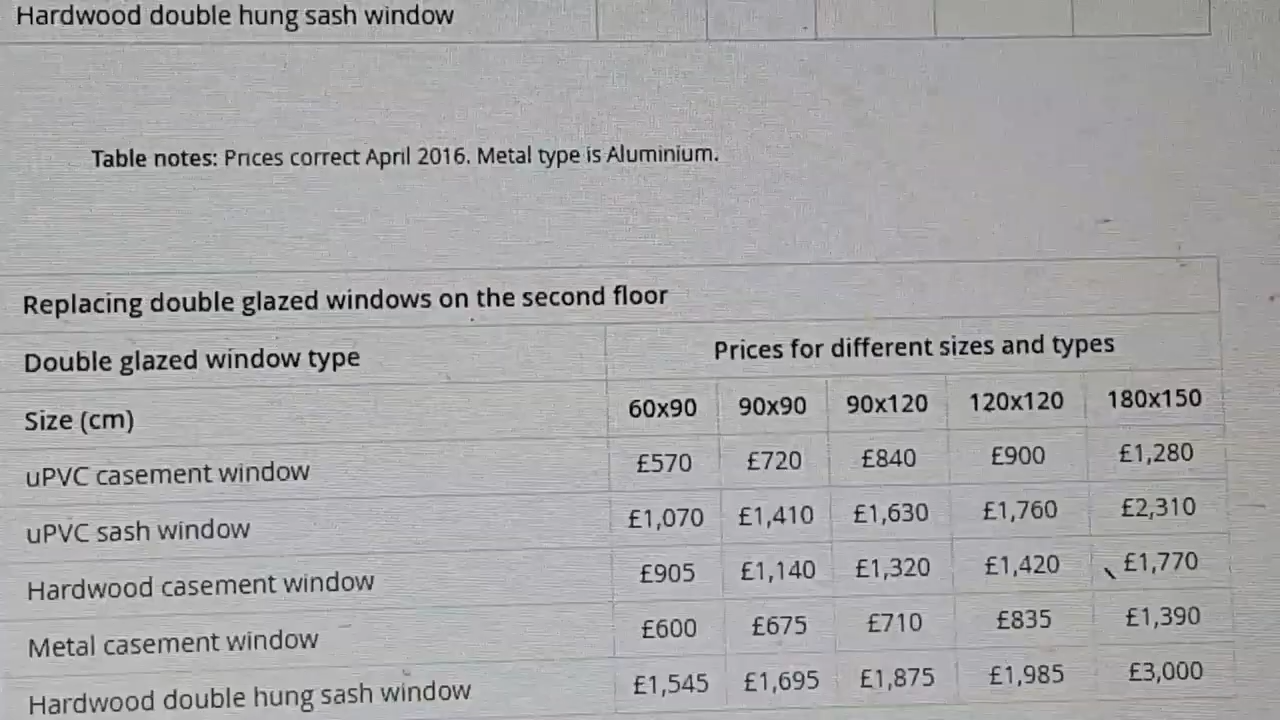 Hardwood double hung sash window
Table notes: Prices correct April 2016. Metal type is Aluminium.
Replacing double glazed windows on the second floor
Double glazed window type Prices for different sizes and types
Size (cm) 60x90 90x90 90x120 120x120 180x150
uPVC casement window £570 £720 £840 £900 £1,280
uPVC sash window £1,070 £1,410 £1,630 £1,760 £2,310
Hardwood casement window £905 £1,140 £1,320 £1,420 £1,770
Metal casement window £600 £675 £710 £835 £1,390
Hardwood double hung sash window £1,545 £1,695 £1,875 £1,985 £3,000